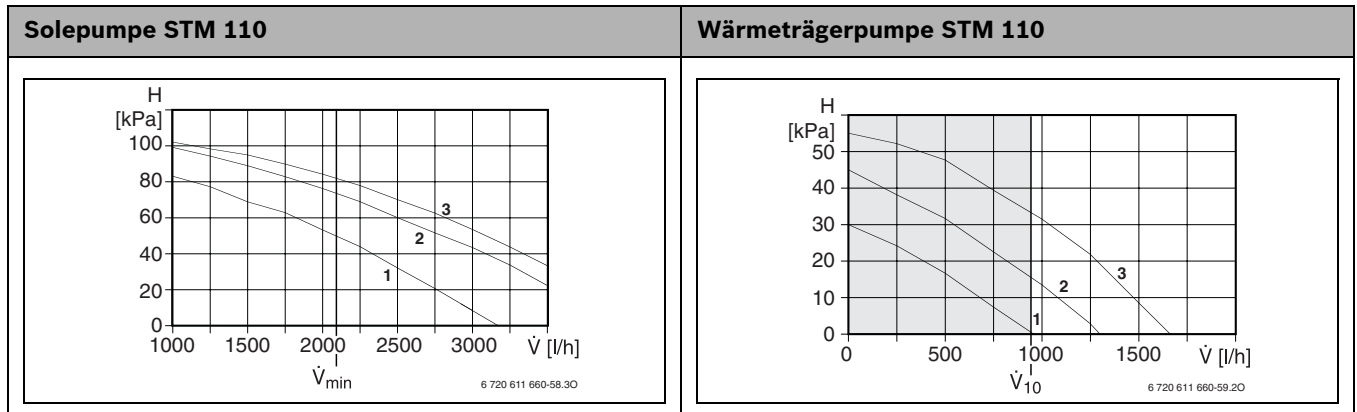 Solepumpe STM 110
H
[kPa]
100
80
60
40
20
0
3
2
1
1000 1500 2000 2500 3000 V̇ [l/h]
V̇min
6 720 611 660-58.3O
Wärmeträgerpumpe STM 110
H
[kPa]
50
40
30
20
10
0
3
2
1
0 500 1000 1500 V̇ [l/h]
V̇10
6 720 611 660-59.2O